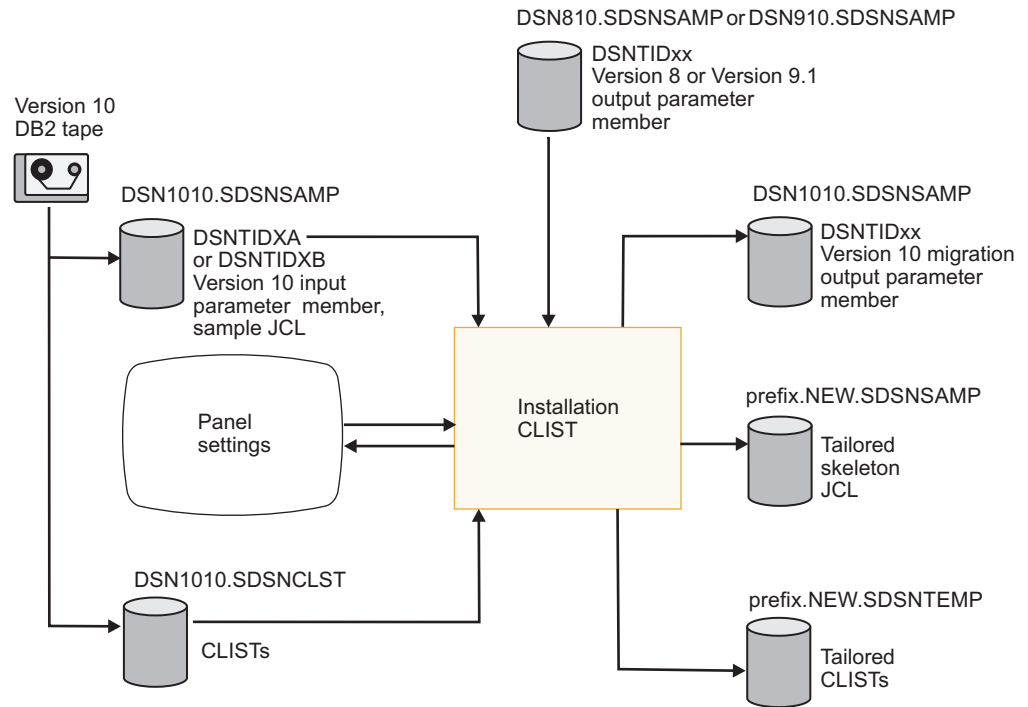 DSN810.SDSNSAMP or DSN910.SDSNSAMP
DSNTIDxx
Version 8 or Version 9.1
output parameter
member
Version 10
DB2 tape
DSN1010.SDSNSAMP
DSNTIDXA
or DSNTIDXB
Version 10 input
parameter member,
sample JCL
DSN1010.SDSNSAMP
DSNTIDxx
Version 10 migration
output parameter
member
Panel
settings
Installation
CLIST
prefix.NEW.SDSNSAMP
Tailored
skeleton
JCL
DSN1010.SDSNCLST
CLISTs
prefix.NEW.SDSNTEMP
Tailored
CLISTs